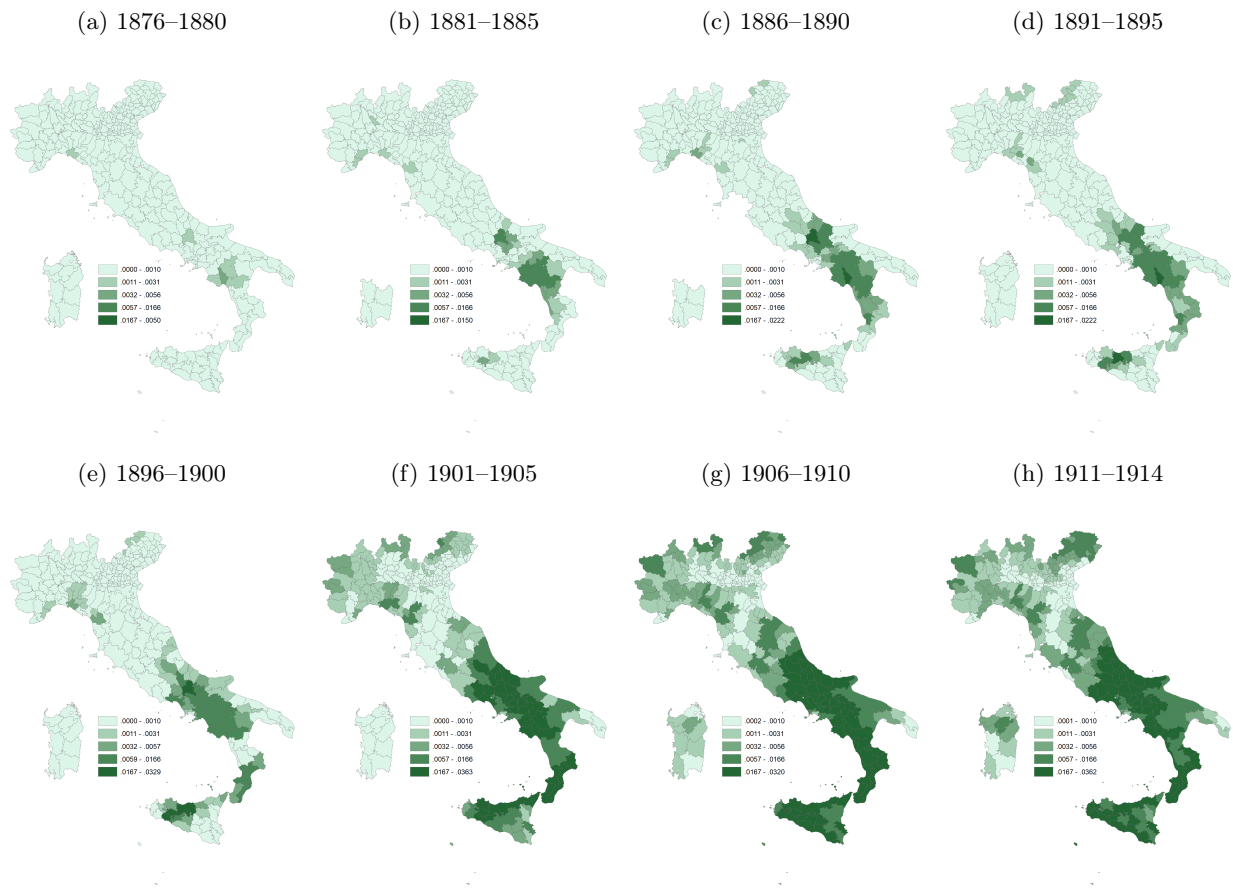 (a) 1876–1880
(b) 1881–1885
(c) 1886–1890
(d) 1891–1895
.0000 - .0010
.0011 - .0031
.0032 - .0056
.0057 - .0166
.0167 - .0050
.0000 - .0010
.0011 - .0031
.0032 - .0056
.0057 - .0166
.0167 - .0150
.0000 - .0010
.0011 - .0031
.0032 - .0056
.0057 - .0166
.0167 - .0222
.0000 - .0010
.0011 - .0031
.0032 - .0056
.0057 - .0166
.0167 - .0222
(e) 1896–1900
(f) 1901–1905
(g) 1906–1910
(h) 1911–1914
.0000 - .0010
.0011 - .0031
.0032 - .0057
.0059 - .0166
.0167 - .0329
.0000 - .0010
.0011 - .0031
.0032 - .0056
.0057 - .0166
.0167 - .0363
.0002 - .0010
.0011 - .0031
.0032 - .0056
.0057 - .0166
.0167 - .0320
.0001 - .0010
.0011 - .0031
.0032 - .0056
.0057 - .0166
.0167 - .0362